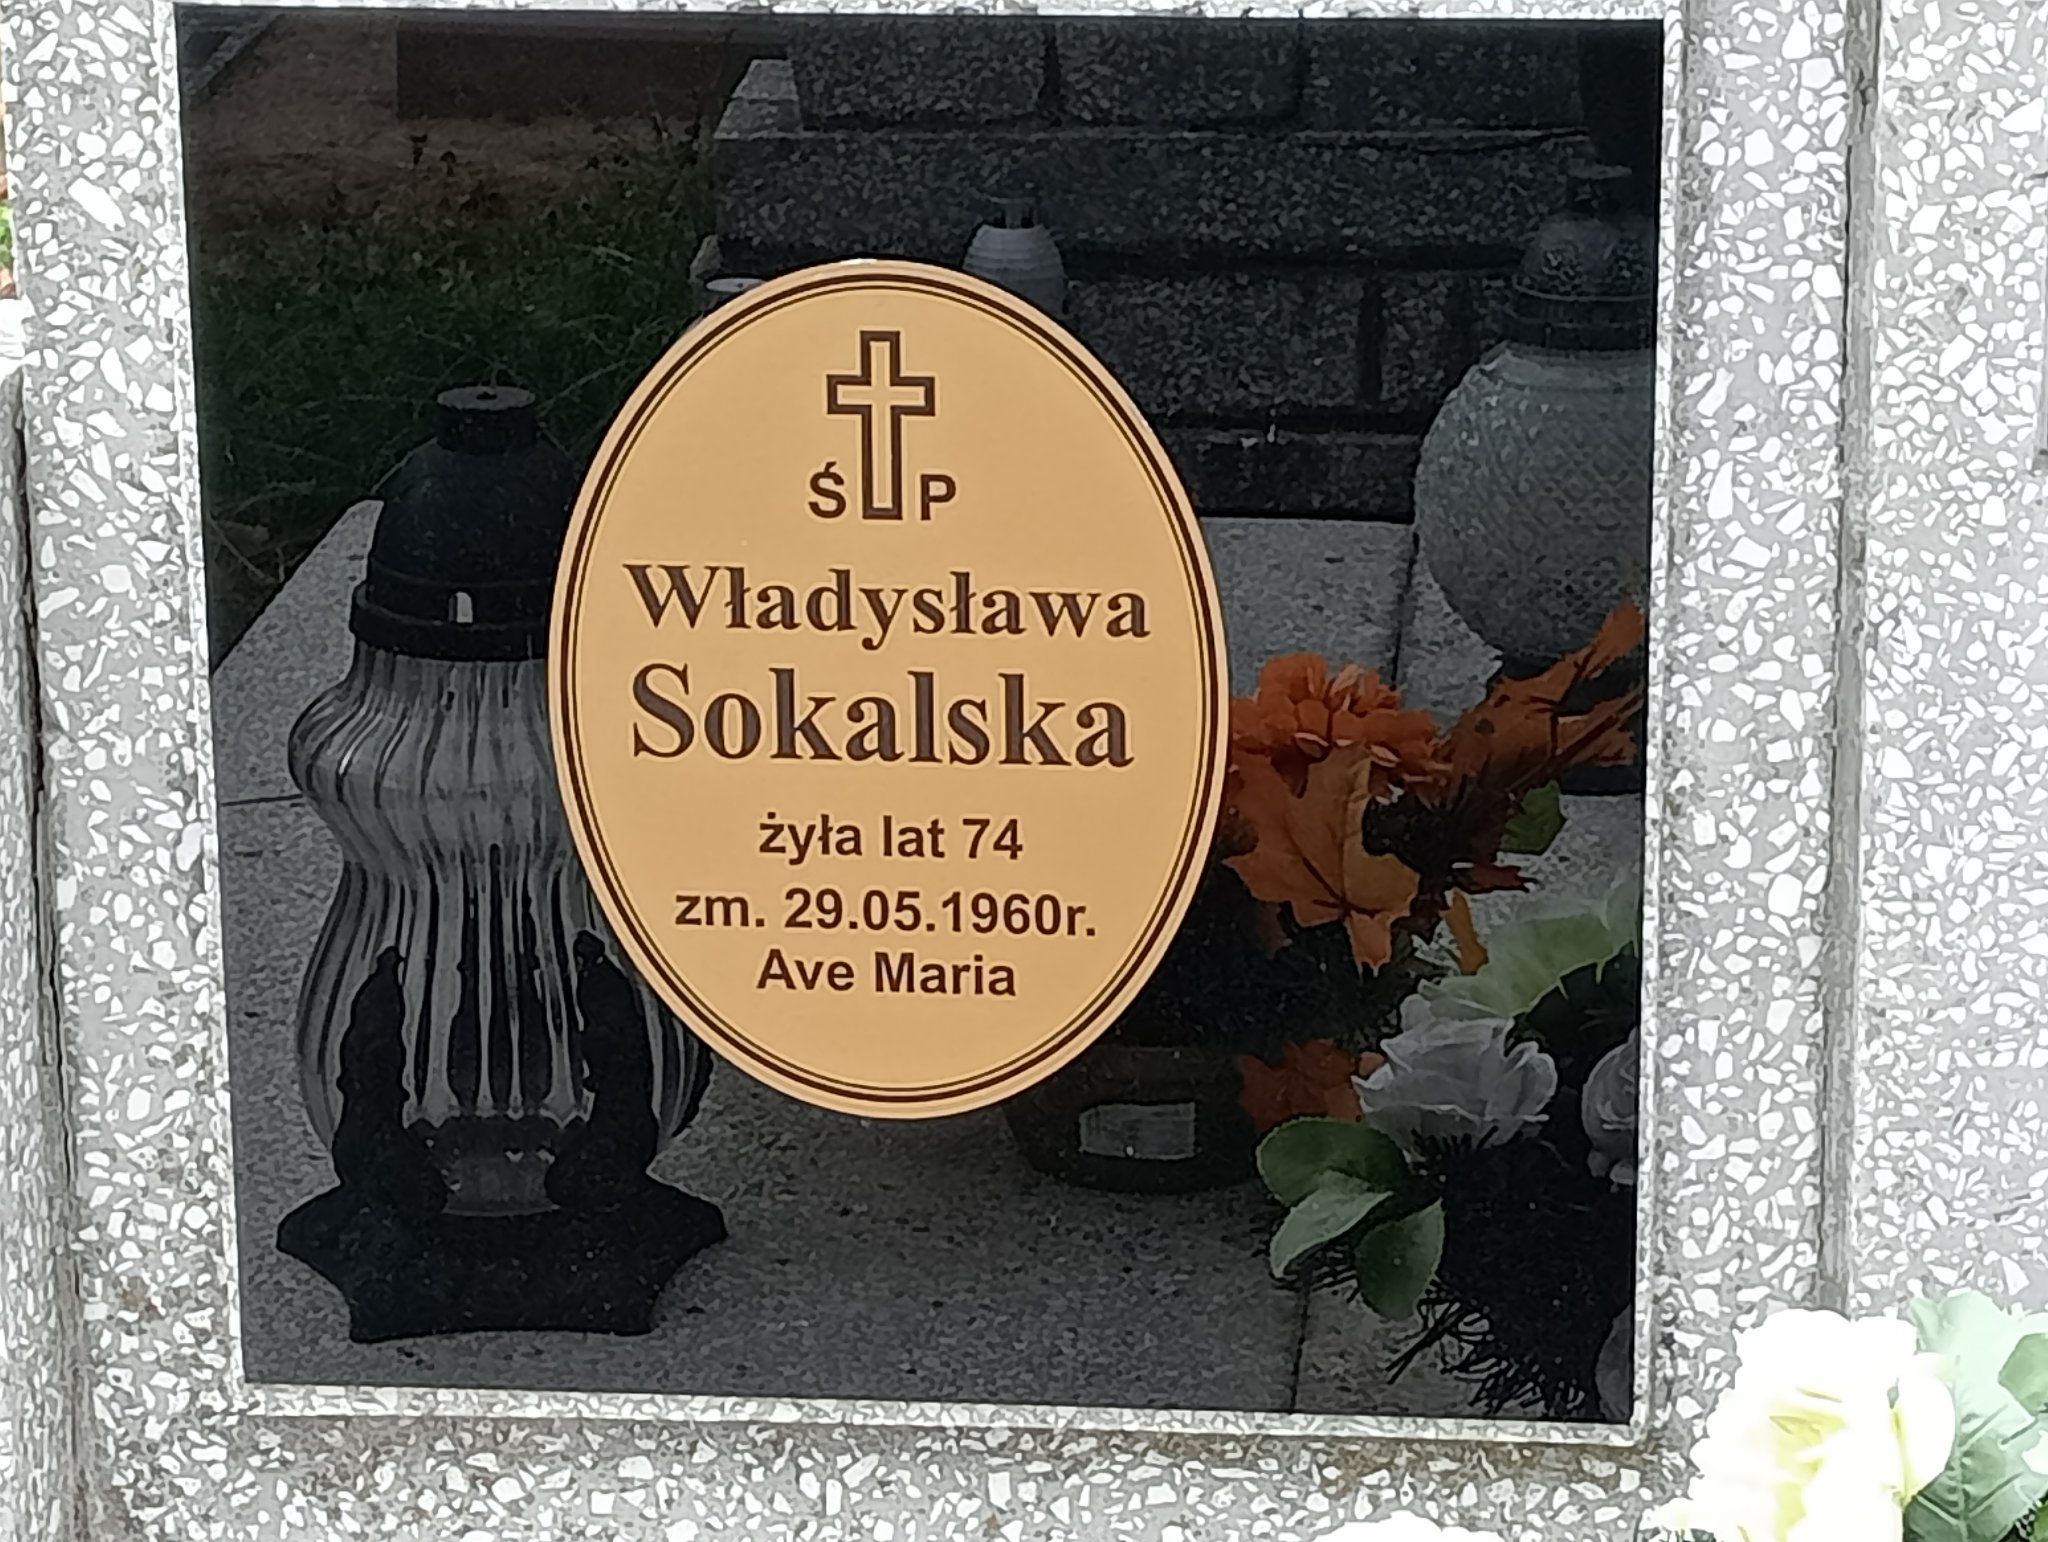 Ś P
Władysława
Sokalska
żyła lat 74
zm. 29.05.1960r.
Ave Maria